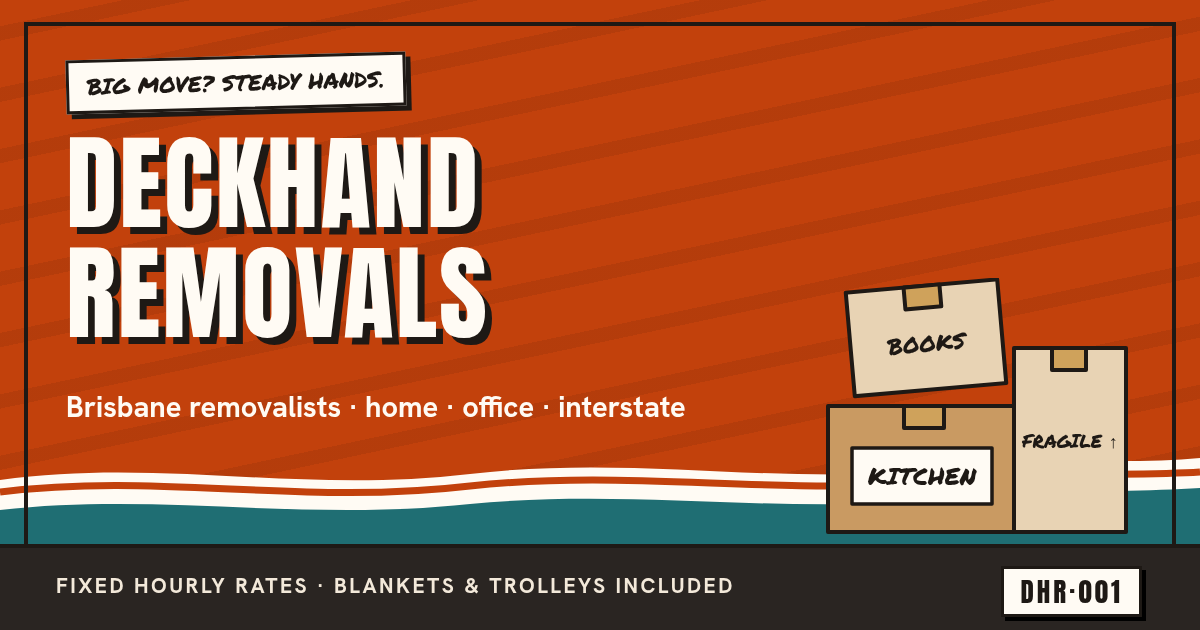 BIG MOVE? STEADY HANDS.
DECKHAND
REMOVALS
Brisbane removalists · home · office · interstate
BOOKS
FRAGILE ↑
KITCHEN
FIXED HOURLY RATES · BLANKETS & TROLLEYS INCLUDED
DHR·001